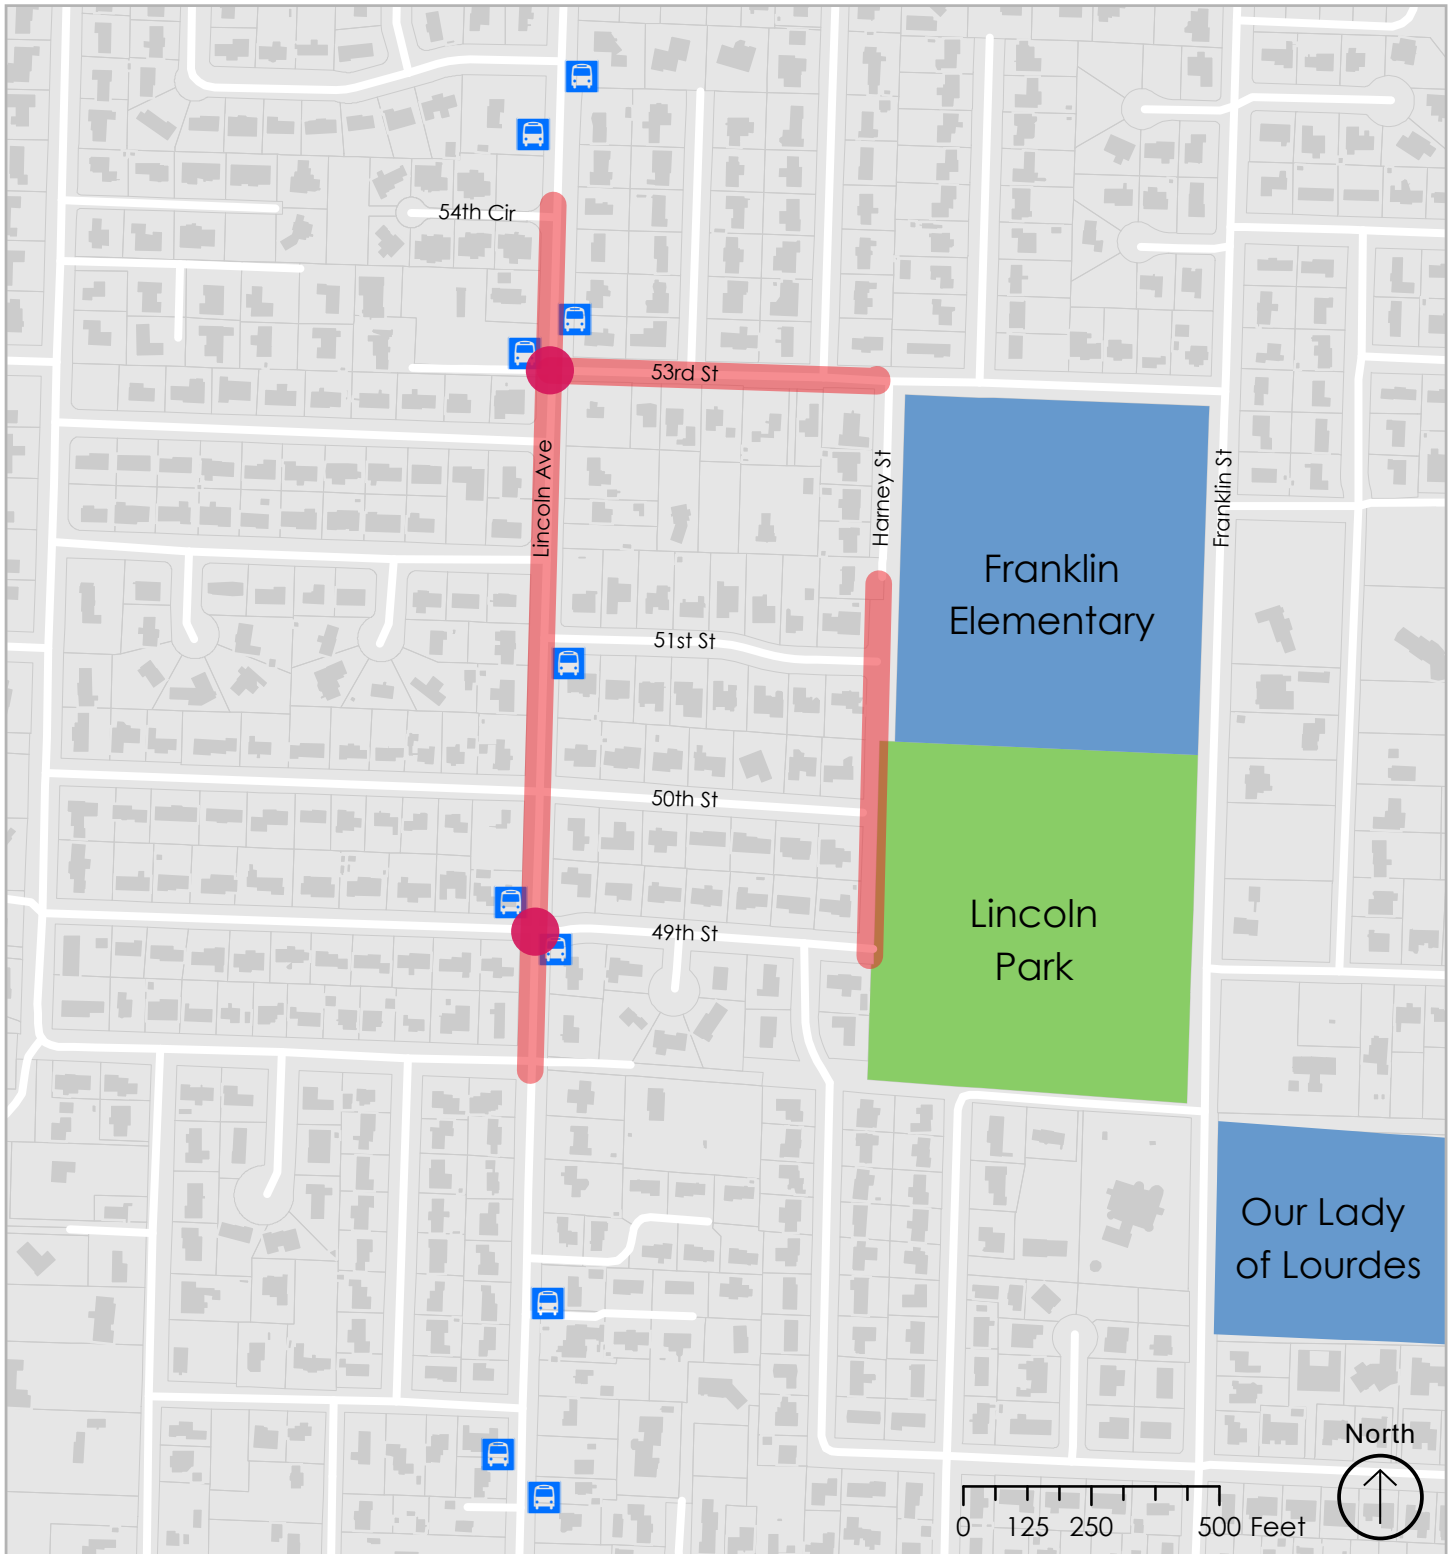 54th Cir
53rd St
Lincoln Ave
Harney St
Franklin St
Franklin
Elementary
51st St
50th St
Lincoln
Park
49th St
Our Lady
of Lourdes
North
0 125 250 500 Feet